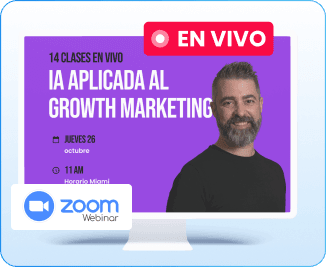 EN VIVO
14 CLASES EN VIVO
IA APLICADA AL
GROWTH MARKETING
JUEVES 26
octubre
11 AM
Horario Miami
zoom
Webinar